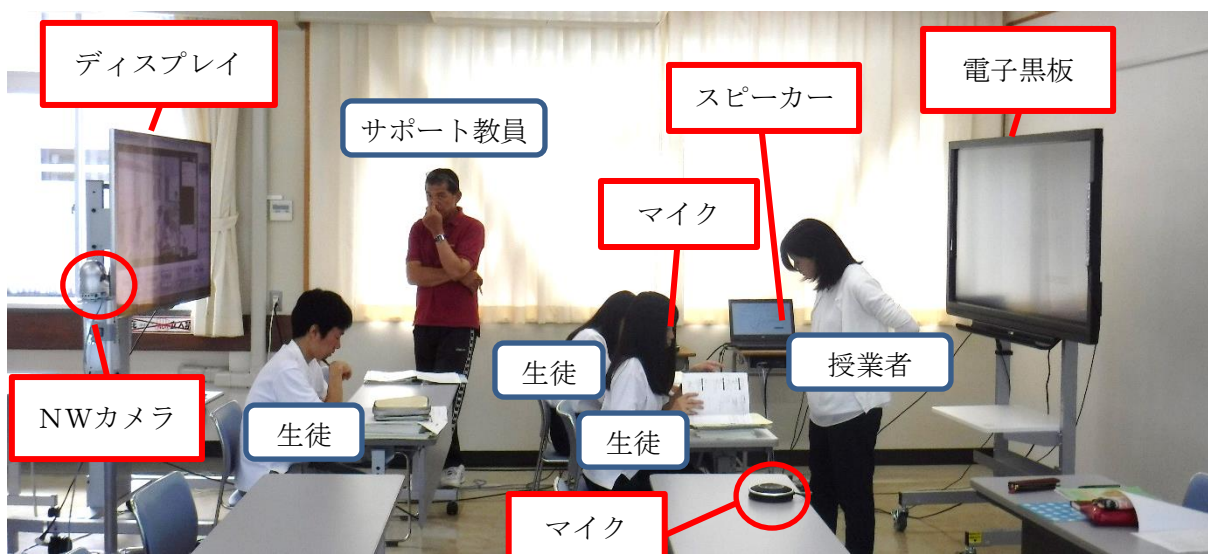 ディスプレイ
サポート教員
スピーカー
電子黒板
マイク
NWカメラ
生徒
生徒
生徒
授業者
マイク